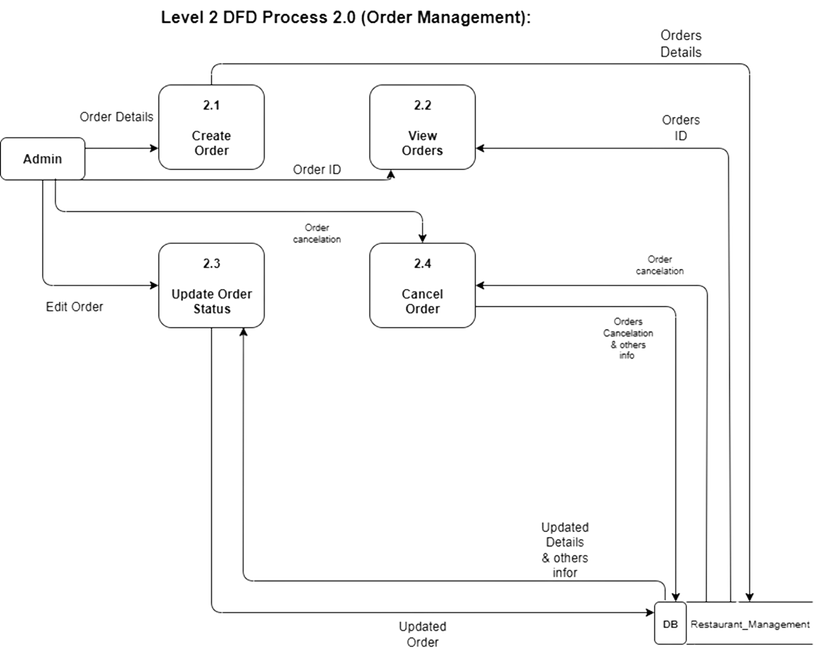 Level 2 DFD Process 2.0 (Order Management):
Orders
Details
2.1
Create
Order
2.2
View
Orders
Order Details
Orders
ID
Admin
Order ID
Order
cancelation
2.3
Update Order
Status
2.4
Cancel
Order
Order
cancelation
Edit Order
Orders
Cancelation
& others
info
Updated
Details
& others
infor
Updated
Order
DB
Restaurant_Management